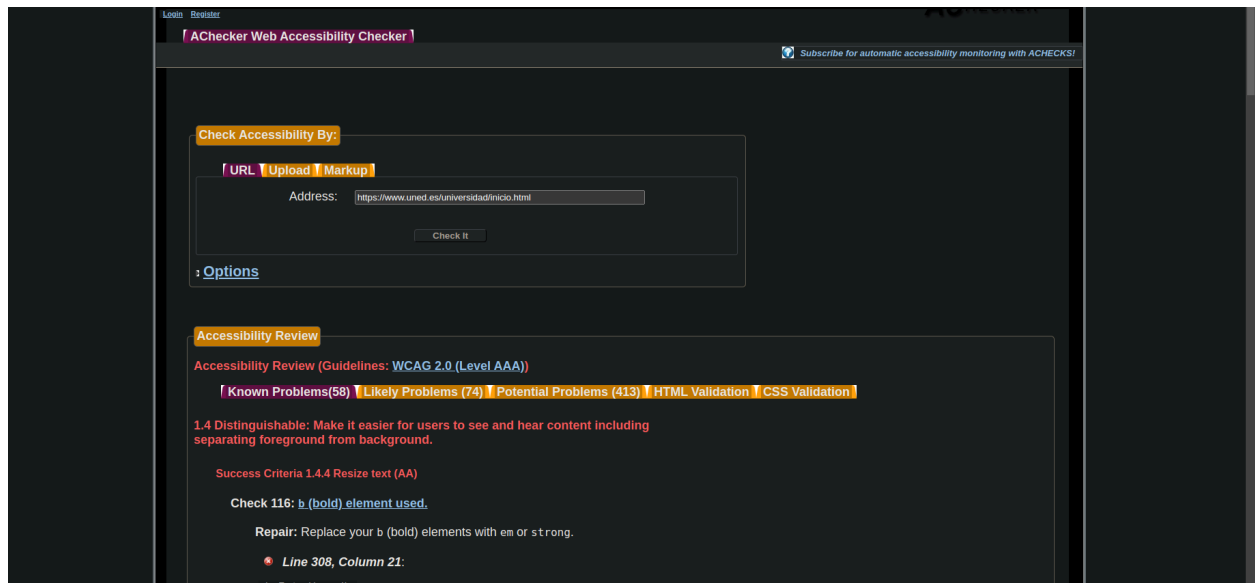 Login Register
AChecker Web Accessibility Checker
Subscribe for automatic accessibility monitoring with ACHECKS!
Check Accessibility By:
URL Upload Markup
Address: https://www.uned.es/universidad/inicio.html
Check It
Options
Accessibility Review
Accessibility Review (Guidelines: WCAG 2.0 (Level AAA))
Known Problems(58) Likely Problems (74) Potential Problems (413) HTML Validation CSS Validation
1.4 Distinguishable: Make it easier for users to see and hear content including
separating foreground from background.
Success Criteria 1.4.4 Resize text (AA)
Check 116: b (bold) element used.
Repair: Replace your b (bold) elements with em or strong.
Line 308, Column 21: